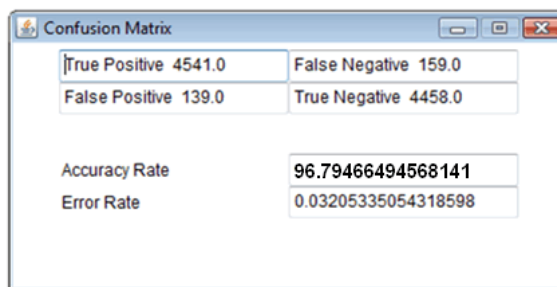 Confusion Matrix
True Positive 4541.0 False Negative 159.0
False Positive 139.0 True Negative 4458.0
Accuracy Rate 96.79466494568141
Error Rate 0.03205335054318598